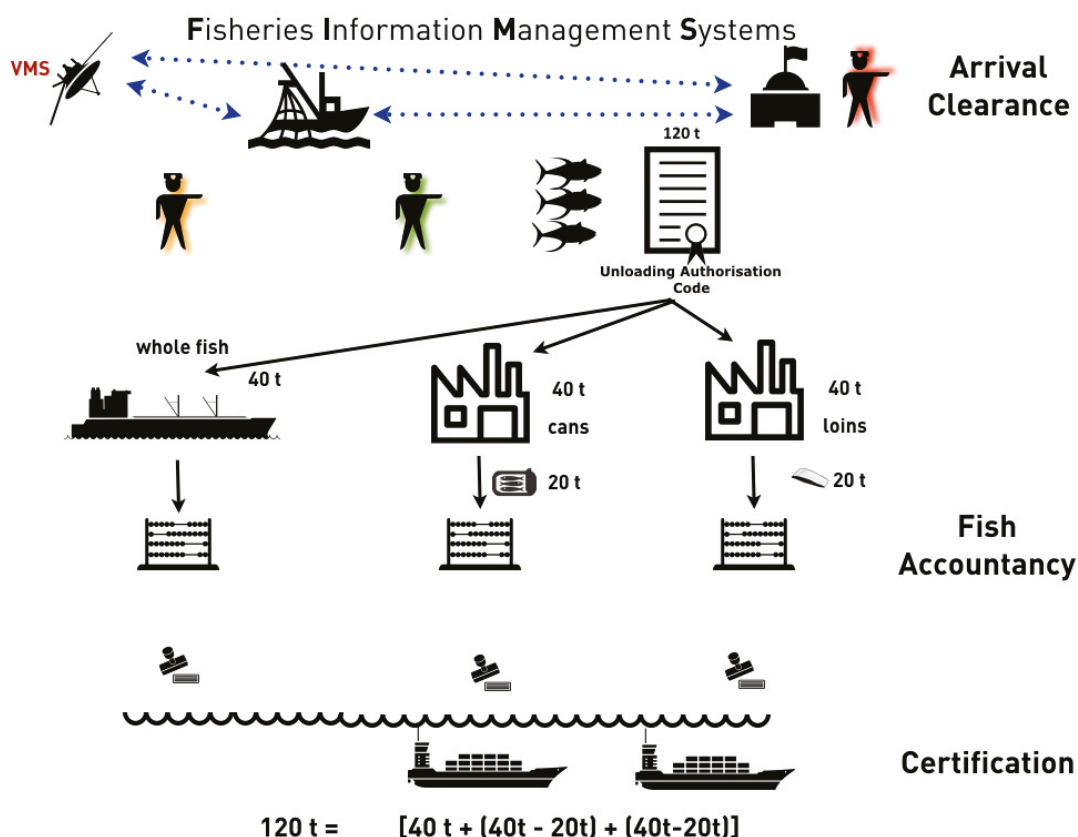 Fisheries Information Management Systems
VMS
Arrival
Clearance
120 t
Unloading Authorisation
Code
whole fish
40 t
40 t
cans
40 t
loins
20 t
20 t
Fish
Accountancy
Certification
120 t = [40 t + (40t - 20t) + (40t-20t)]